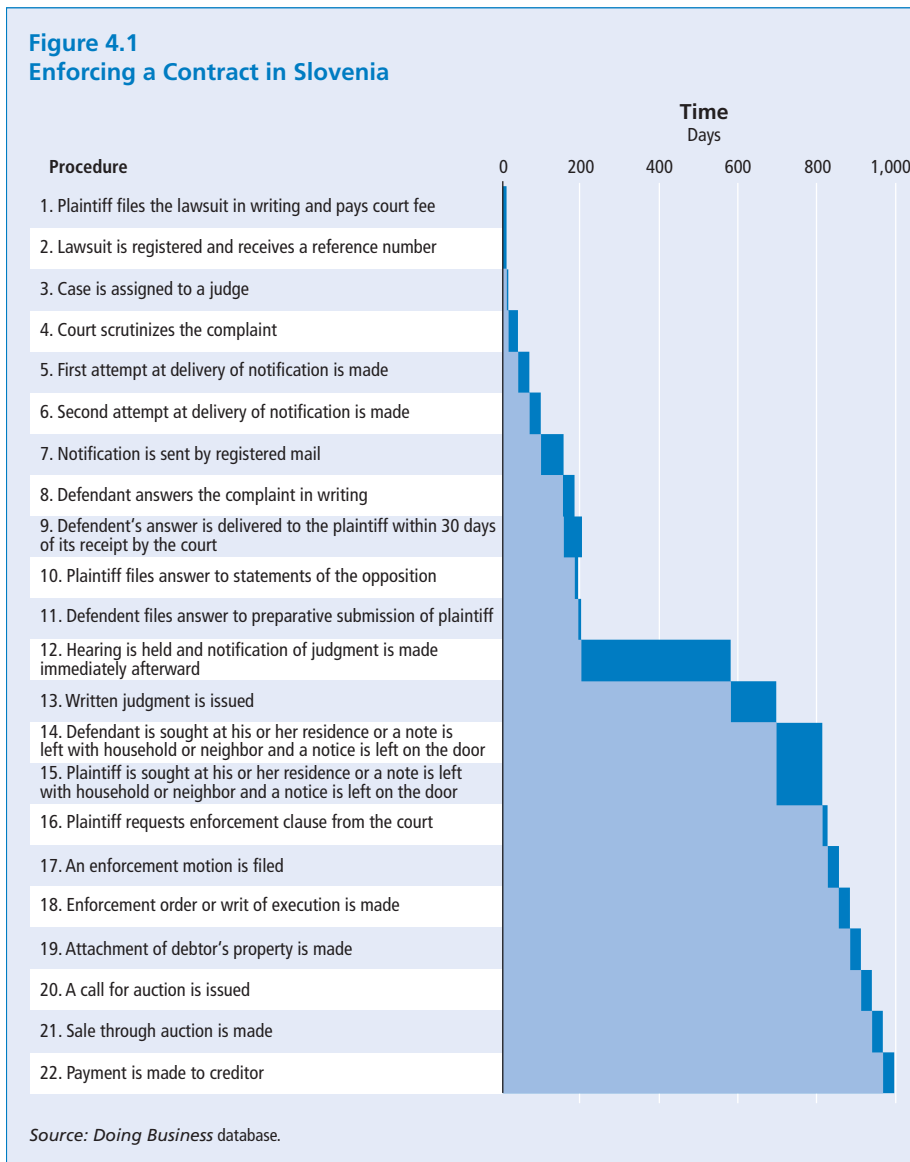 Figure 4.1
Enforcing a Contract in Slovenia
Time
Days
Procedure
0 200 400 600 800 1,000
1. Plaintiff files the lawsuit in writing and pays court fee
2. Lawsuit is registered and receives a reference number
3. Case is assigned to a judge
4. Court scrutinizes the complaint
5. First attempt at delivery of notification is made
6. Second attempt at delivery of notification is made
7. Notification is sent by registered mail
8. Defendant answers the complaint in writing
9. Defendent's answer is delivered to the plaintiff within 30 days
of its receipt by the court
10. Plaintiff files answer to statements of the opposition
11. Defendent files answer to preparative submission of plaintiff
12. Hearing is held and notification of judgment is made
immediately afterward
13. Written judgment is issued
14. Defendant is sought at his or her residence or a note is
left with household or neighbor and a notice is left on the door
15. Plaintiff is sought at his or her residence or a note is left
with household or neighbor and a notice is left on the door
16. Plaintiff requests enforcement clause from the court
17. An enforcement motion is filed
18. Enforcement order or writ of execution is made
19. Attachment of debtor's property is made
20. A call for auction is issued
21. Sale through auction is made
22. Payment is made to creditor
Source: Doing Business database.